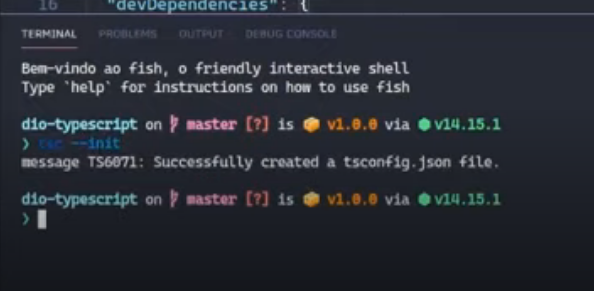 16 "devDependencies": {
TERMINAL PROBLEMS OUTPUT DEBUG CONSOLE
Bem-vindo ao fish, o friendly interactive shell
Type `help` for instructions on how to use fish
dio-typescript on master [?] is v1.0.0 via v14.15.1
❯ tsc --init
message TS6071: Successfully created a tsconfig.json file.
dio-typescript on master [?] is v1.0.0 via v14.15.1
❯